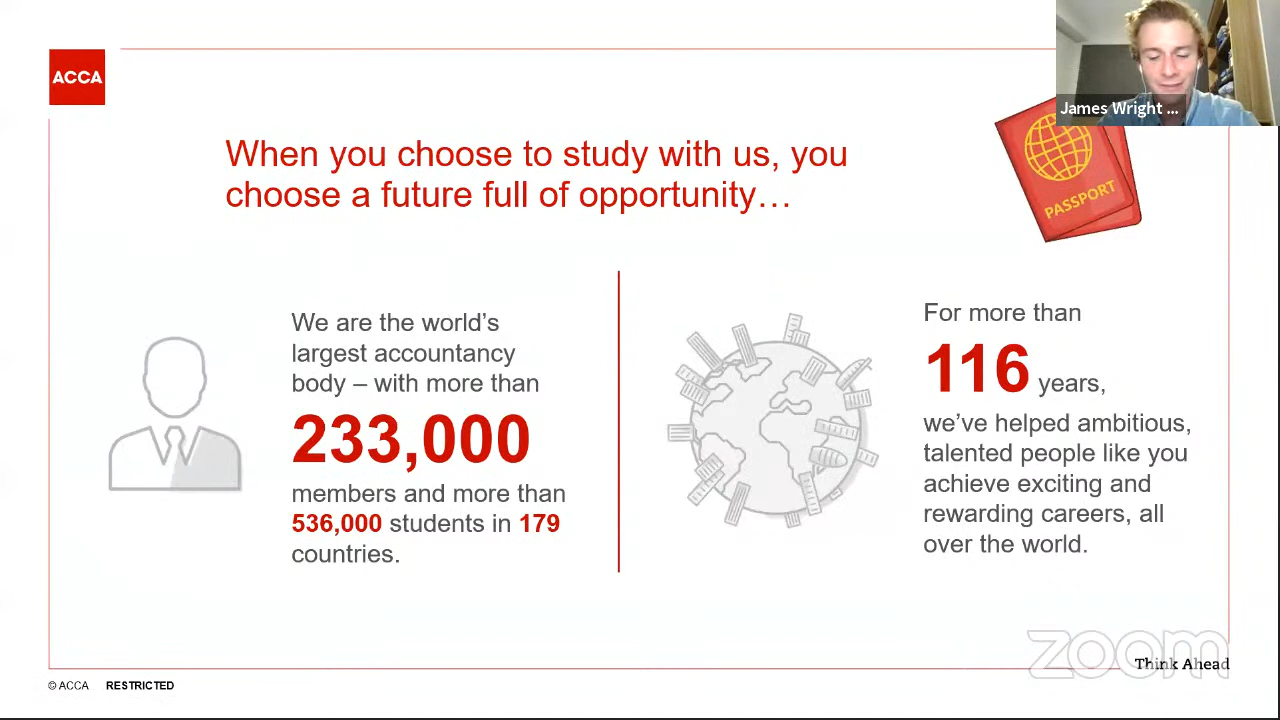 ACCA
James Wright ...
When you choose to study with us, you
choose a future full of opportunity…
PASSPORT
We are the world’s
largest accountancy
body – with more than
233,000
members and more than
536,000 students in 179
countries.
For more than
116 years,
we’ve helped ambitious,
talented people like you
achieve exciting and
rewarding careers, all
over the world.
zoom
Think Ahead
© ACCA RESTRICTED